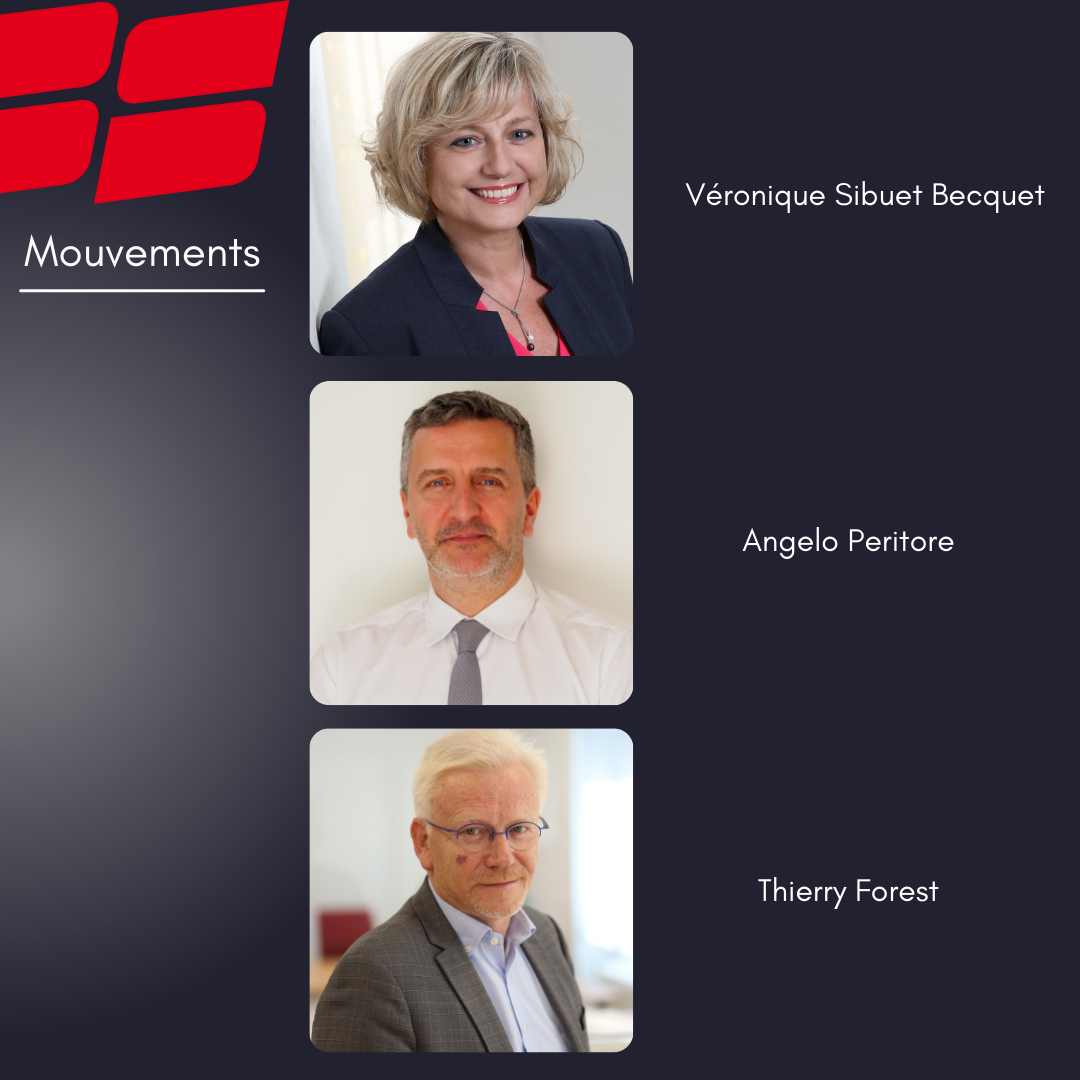 Mouvements
Véronique Sibuet Becquet
Angelo Peritore
Thierry Forest